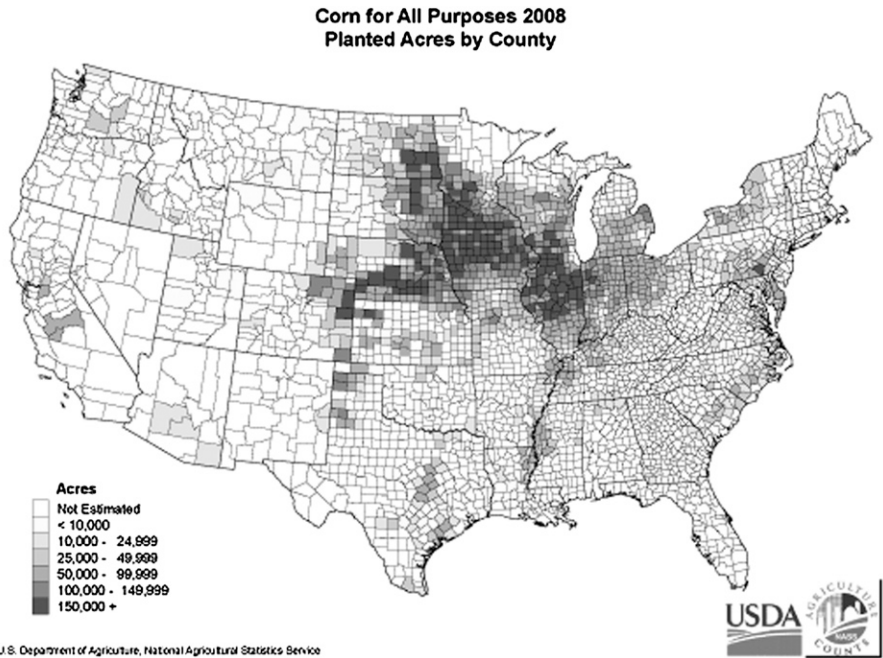 Corn for All Purposes 2008
Planted Acres by County
Acres
Not Estimated
< 10,000
10,000 - 24,999
25,000 - 49,999
50,000 - 99,999
100,000 - 149,999
150,000 +
USDA
AGRICULTURE
NASS
COUNTS
U.S. Department of Agriculture, National Agricultural Statistics Service